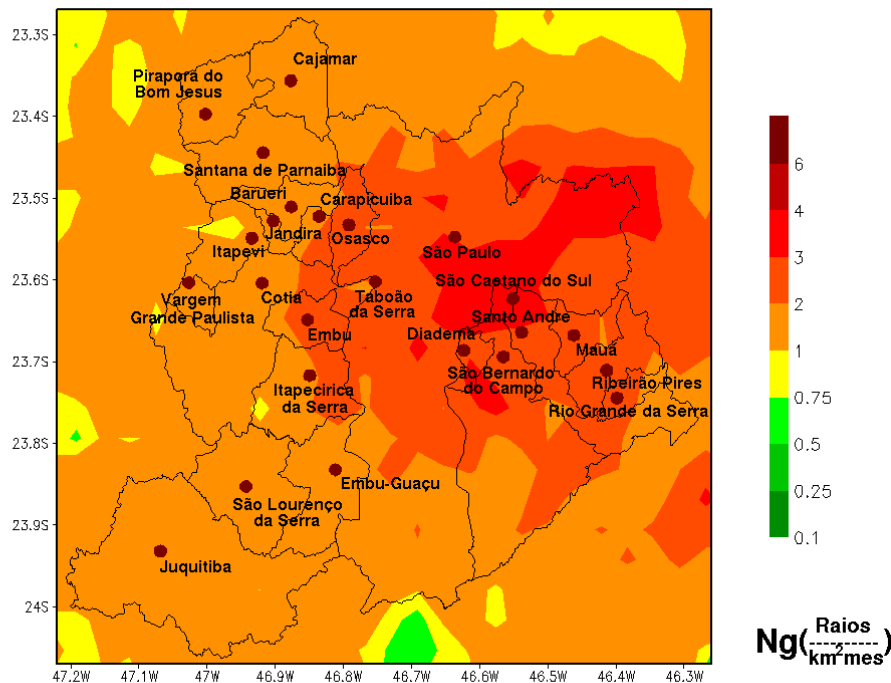 23.3S
Cajamar
Pirapora do
Bom Jesus
23.4S
Santana de Parnaiba
6
23.5S
Barueri
Carapicuiba
4
Jandira
Osasco
Itapevi
São Paulo
3
23.6S
São Caetano do Sul
Vargem
Grande Paulista
Cotia
Taboão
da Serra
2
Santo Andre
Embu
Diadema
Mauá
1
23.7S
São Bernardo
do Campo
Ribeirão Pires
Itapecirica
da Serra
Rio Grande da Serra
0.75
23.8S
0.5
Embu-Guaçu
0.25
São Lourenço
da Serra
23.9S
0.1
Juquitiba
24S
Ng(Raios
km²mes)
47.2W 47.1W 47W 46.9W 46.8W 46.7W 46.6W 46.5W 46.4W 46.3W